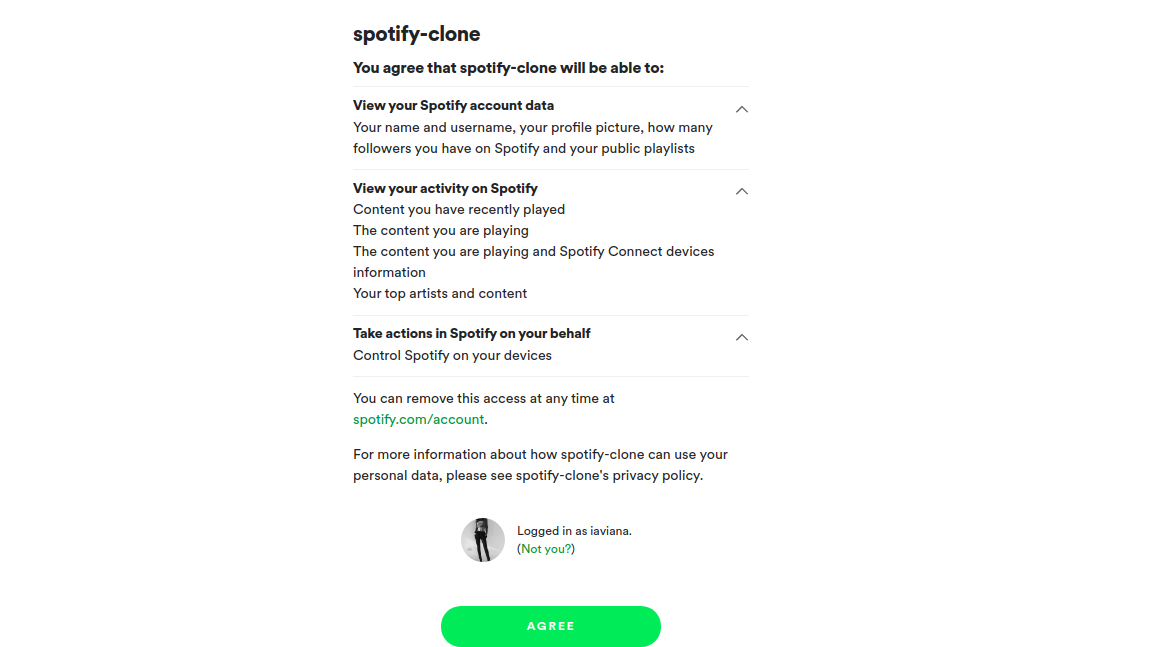 spotify-clone
You agree that spotify-clone will be able to:
View your Spotify account data
Your name and username, your profile picture, how many
followers you have on Spotify and your public playlists
View your activity on Spotify
Content you have recently played
The content you are playing
The content you are playing and Spotify Connect devices
information
Your top artists and content
Take actions in Spotify on your behalf
Control Spotify on your devices
You can remove this access at any time at
spotify.com/account.
For more information about how spotify-clone can use your
personal data, please see spotify-clone's privacy policy.
Logged in as iaviana.
(Not you?)
AGREE